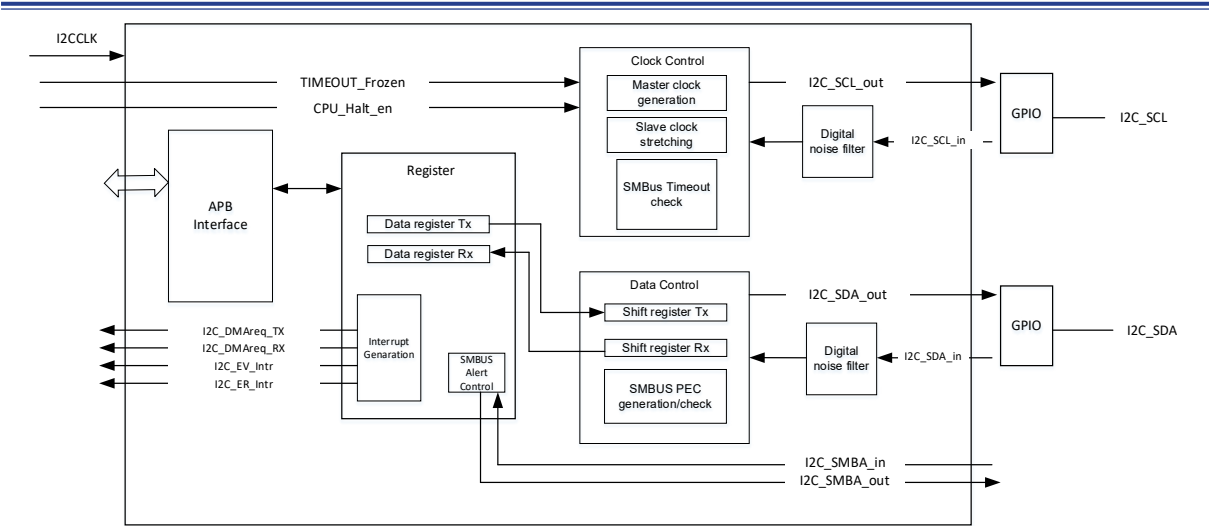 I2CCLK
TIMEOUT_Frozen
CPU_Halt_en
Clock Control
Master clock
generation
Slave clock
stretching
SMBus Timeout
check
I2C_SCL_out
Digital
noise filter
I2C_SCL_in
GPIO
I2C_SCL
APB
Interface
Register
Data register Tx
Data register Rx
Interrupt
Genaration
SMBUS
Alert
Control
I2C_DMAreq_TX
I2C_DMAreq_RX
I2C_EV_Intr
I2C_ER_Intr
Data Control
Shift register Tx
Shift register Rx
SMBUS PEC
generation/check
I2C_SDA_out
Digital
noise filter
I2C_SDA_in
GPIO
I2C_SDA
I2C_SMBA_in
I2C_SMBA_out